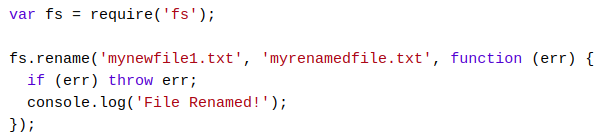 var fs = require('fs');

fs.rename('mynewfile1.txt', 'myrenamedfile.txt', function (err) {
  if (err) throw err;
  console.log('File Renamed!');
});